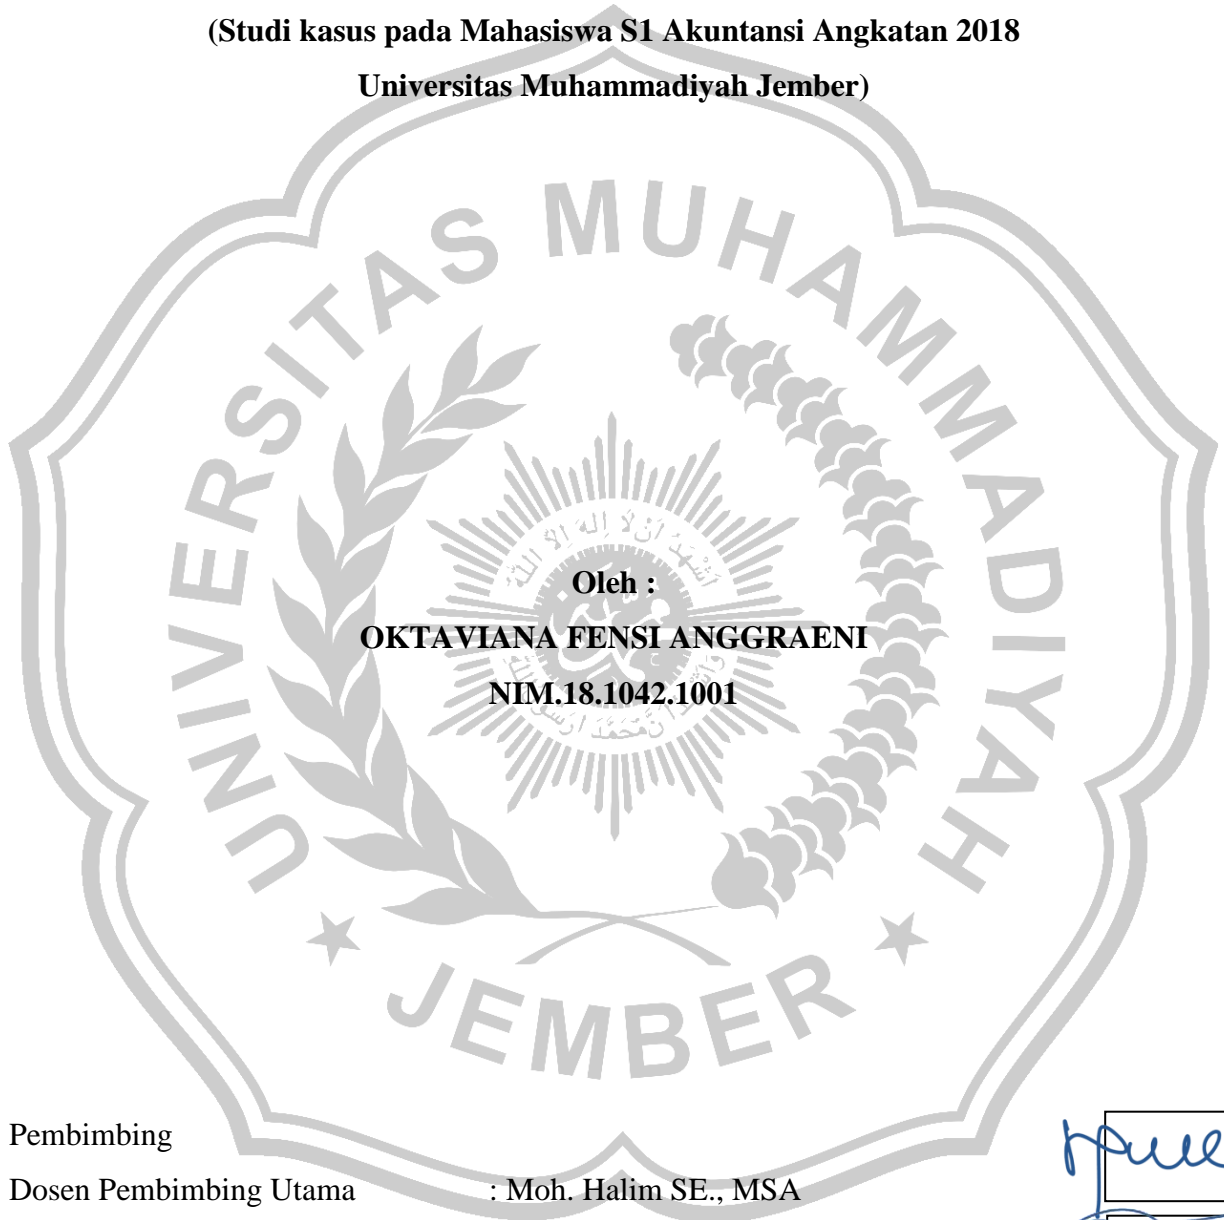 (Studi kasus pada Mahasiswa S1 Akuntansi Angkatan 2018
Universitas Muhammadiyah Jember)
UNIVERSITAS MUHAMMADIYAH
Oleh :
OKTAVIANA FENSI ANGGRAENI
NIM.18.1042.1001
JEMBER
Pembimbing
Dosen Pembimbing Utama : Moh. Halim SE., MSA